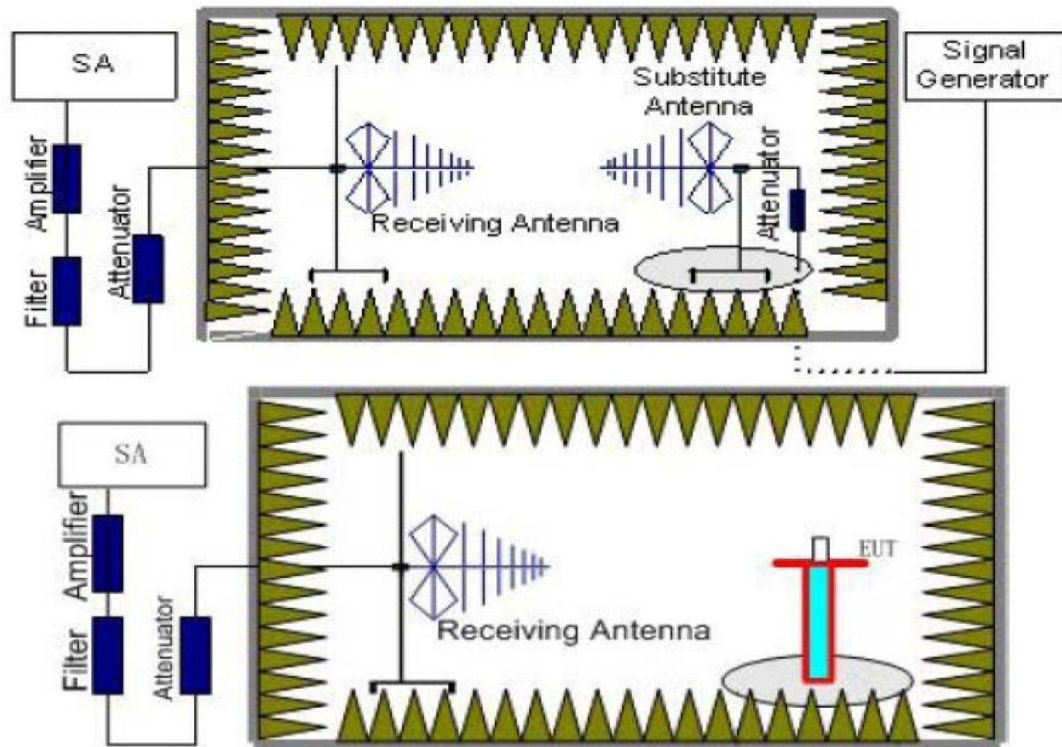 SA
Signal
Generator
Substitute
Antenna
Amplifier
Attenuator
Receiving Antenna
Attenuator
Filter
SA
Amplifier
EUT
Attenuator
Receiving Antenna
Filter